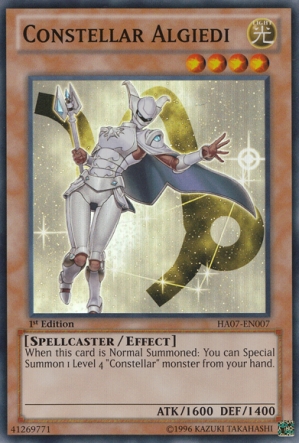 CONSTELLAR ALGIEDI
LIGHT
光
1st Edition
HA07-EN007
[SPELLCASTER / EFFECT]
When this card is Normal Summoned: You can Special
Summon 1 Level 4 "Constellar" monster from your hand.
ATK/1600 DEF/1400
41269771
©1996 KAZUKI TAKAHASHI